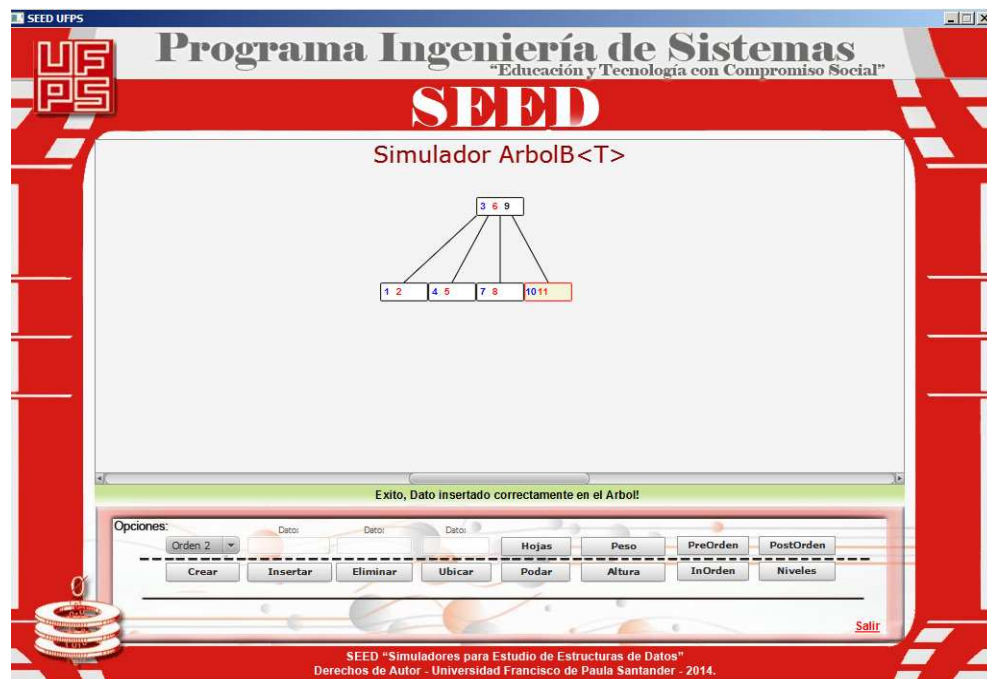 SEED UFPS
UFPS
Programa Ingeniería de Sistemas
“Educación y Tecnología con Compromiso Social”
SEED
Simulador ArbolB<T>
3 6 9
1 2 4 5 7 8 10 11
Exito, Dato insertado correctamente en el Arbol!
Opciones:
Dato: Dato: Dato:
Orden 2 Hojas Peso PreOrden PostOrden
Crear Insertar Eliminar Ubicar Podar Altura InOrden Niveles
Salir
SEED “Simuladores para Estudio de Estructuras de Datos”
Derechos de Autor - Universidad Francisco de Paula Santander - 2014.